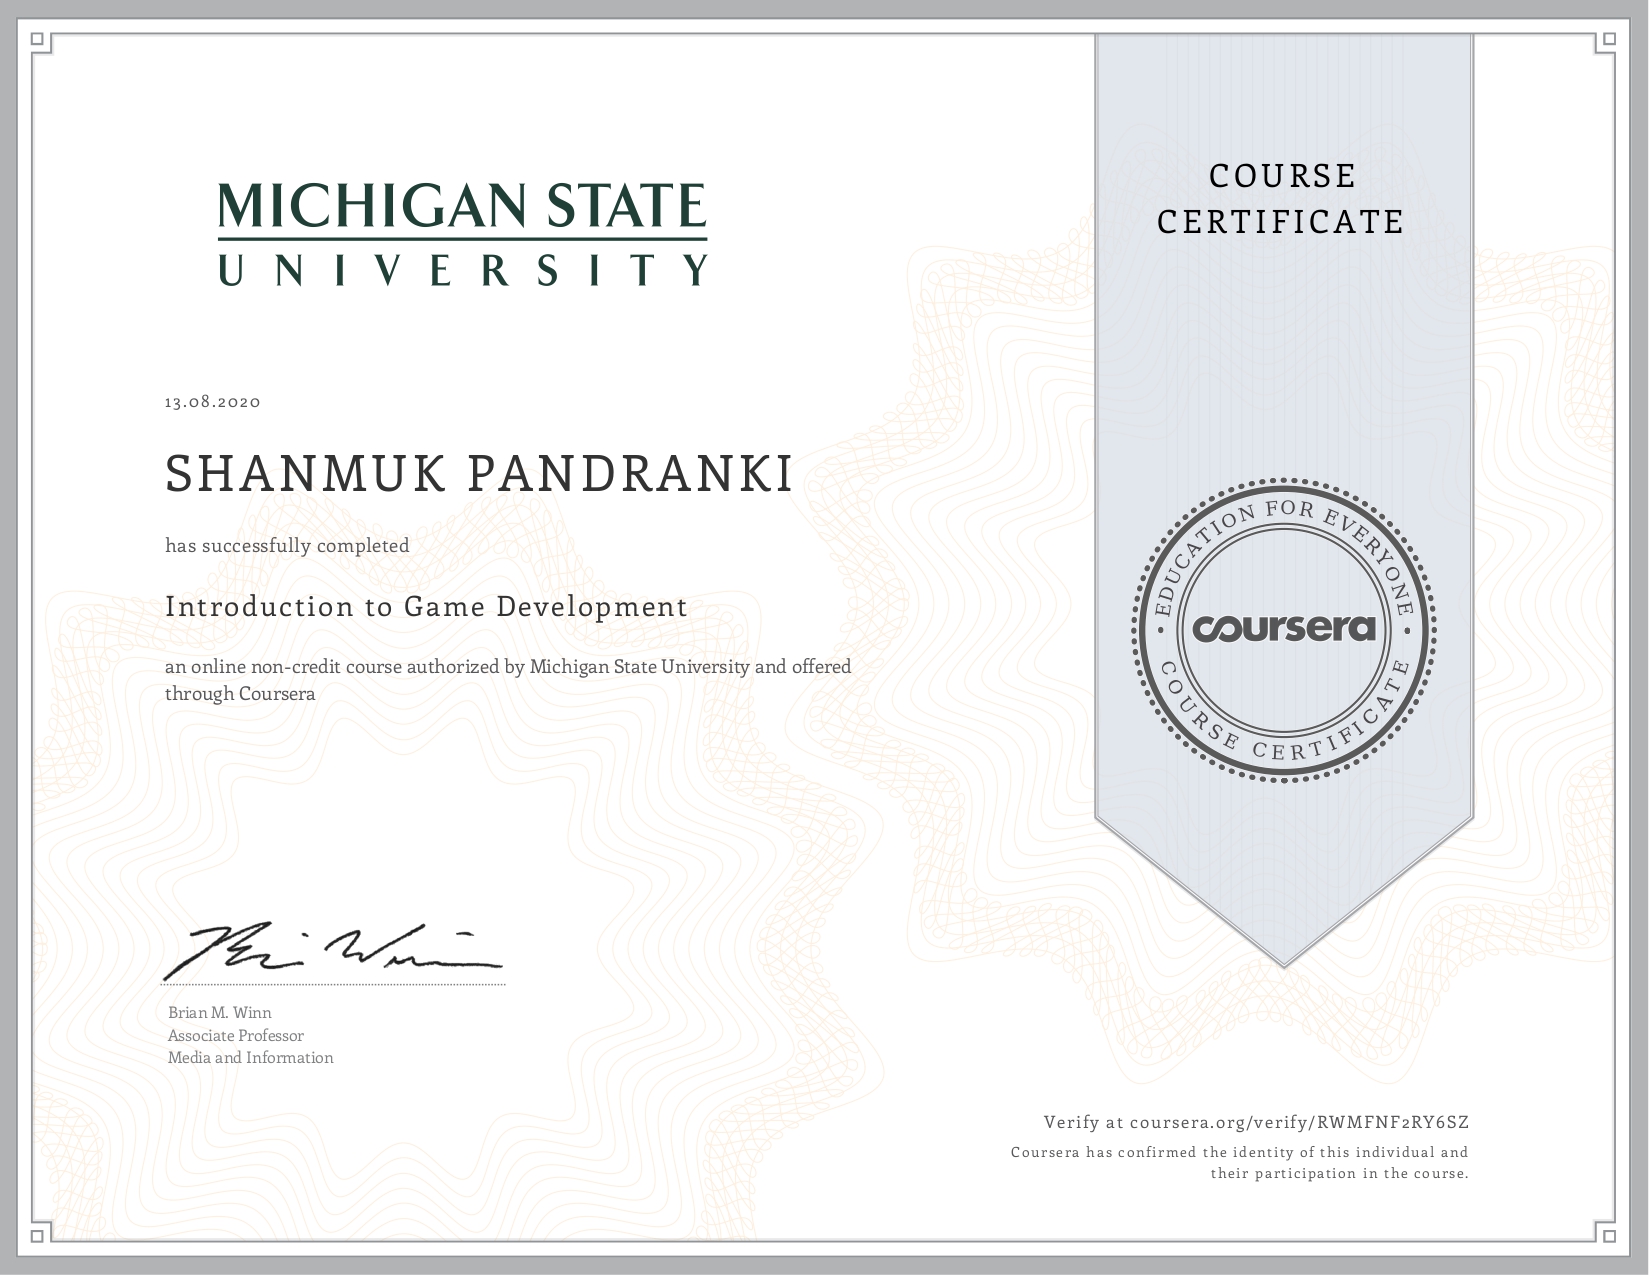 MICHIGAN STATE
UNIVERSITY
COURSE
CERTIFICATE
13.08.2020
SHANMUK PANDRANKI
has successfully completed
Introduction to Game Development
an online non-credit course authorized by Michigan State University and offered
through Coursera
EDUCATION FOR EVERYONE
coursera
COURSE CERTIFICATE
Brian M. Winn
Associate Professor
Media and Information
Verify at coursera.org/verify/RWMFNF2RY6SZ
Coursera has confirmed the identity of this individual and
their participation in the course.